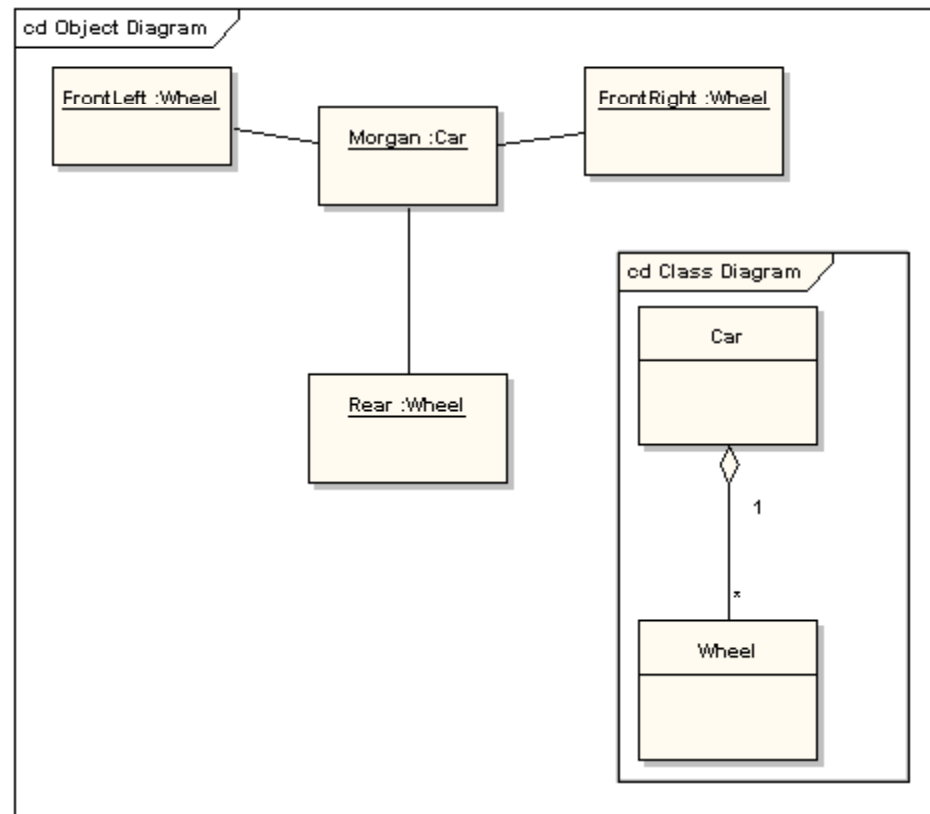 cd Object Diagram
FrontLeft :Wheel
Morgan :Car
FrontRight :Wheel
Rear :Wheel
cd Class Diagram
Car
1
*
Wheel